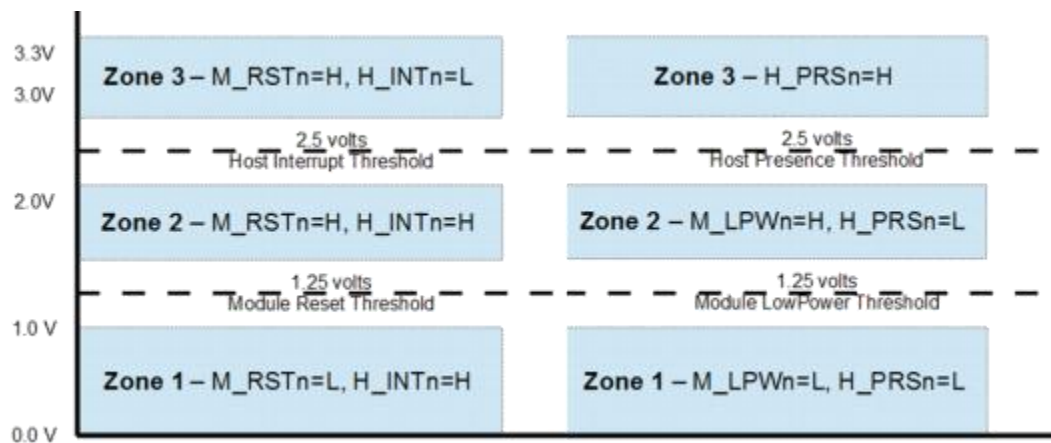 3.3V
3.0V
Zone 3 – M_RSTn=H, H_INTn=L
Zone 3 – H_PRSn=H
2.5 volts
Host Interrupt Threshold
2.5 volts
Host Presence Threshold
2.0V
Zone 2 – M_RSTn=H, H_INTn=H
Zone 2 – M_LPWn=H, H_PRSn=L
1.25 volts
Module Reset Threshold
1.25 volts
Module LowPower Threshold
1.0 V
Zone 1 – M_RSTn=L, H_INTn=H
Zone 1 – M_LPWn=L, H_PRSn=L
0.0 V